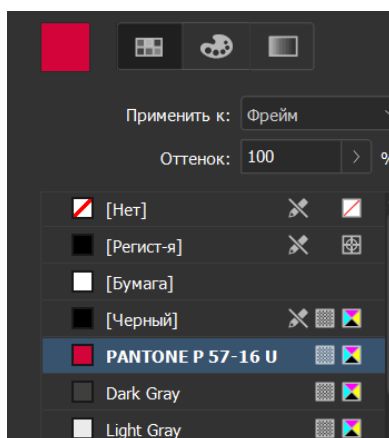 Применить к: Фрейм
Оттенок: 100 %
[Нет]
[Регист-я]
[Бумага]
[Черный]
PANTONE P 57-16 U
Dark Gray
Light Gray